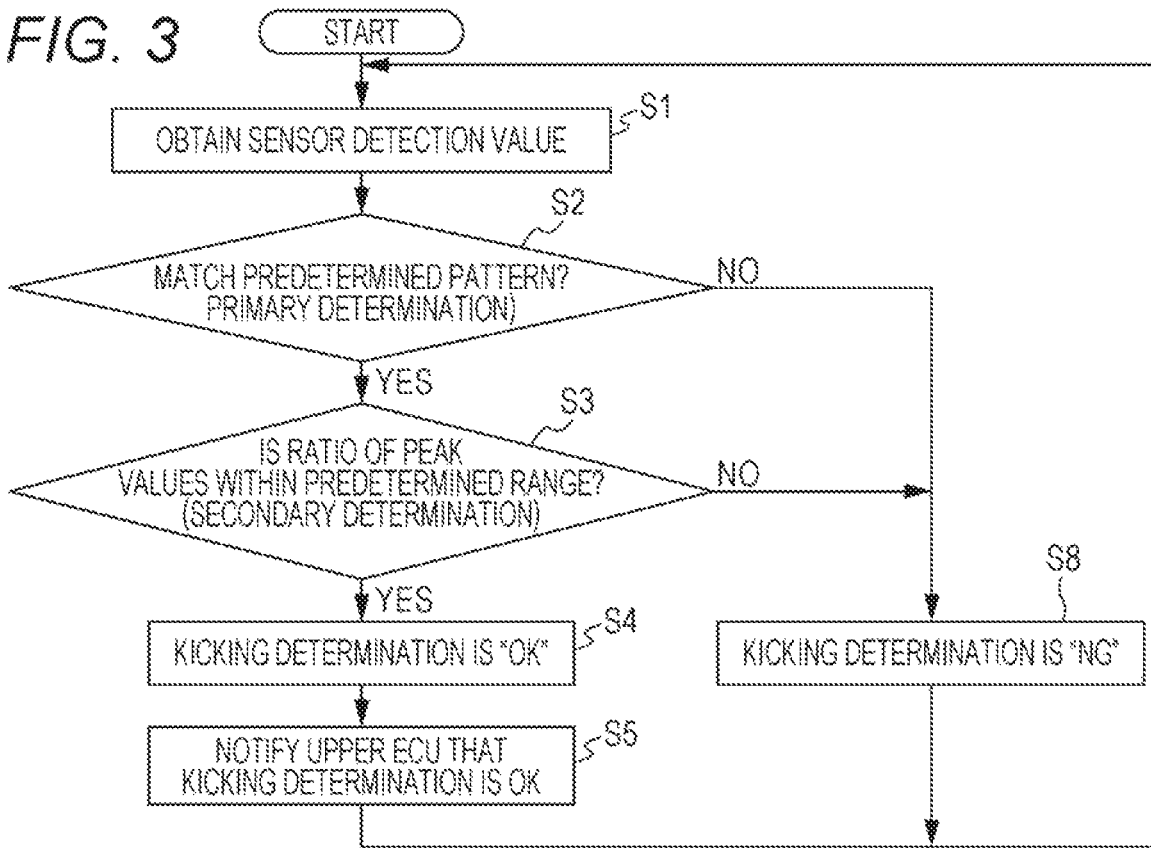 FIG. 3
START
OBTAIN SENSOR DETECTION VALUE
S1
S2
MATCH PREDETERMINED PATTERN?
PRIMARY DETERMINATION)
NO
YES
S3
IS RATIO OF PEAK
VALUES WITHIN PREDETERMINED RANGE?
(SECONDARY DETERMINATION)
NO
YES
S4
KICKING DETERMINATION IS "OK"
S8
KICKING DETERMINATION IS "NG"
S5
NOTIFY UPPER ECU THAT
KICKING DETERMINATION IS OK